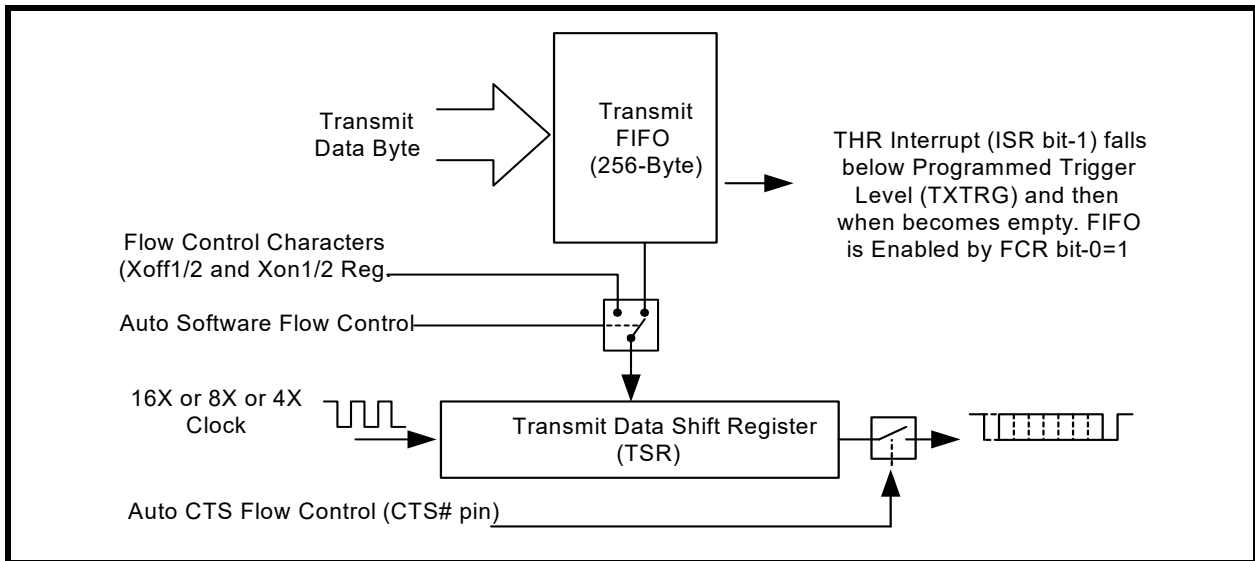 Transmit
Data Byte
Transmit
FIFO
(256-Byte)
THR Interrupt (ISR bit-1) falls
below Programmed Trigger
Level (TXTRG) and then
when becomes empty. FIFO
is Enabled by FCR bit-0=1
Flow Control Characters
(Xoff1/2 and Xon1/2 Reg.
Auto Software Flow Control
16X or 8X or 4X
Clock
Transmit Data Shift Register
(TSR)
Auto CTS Flow Control (CTS# pin)